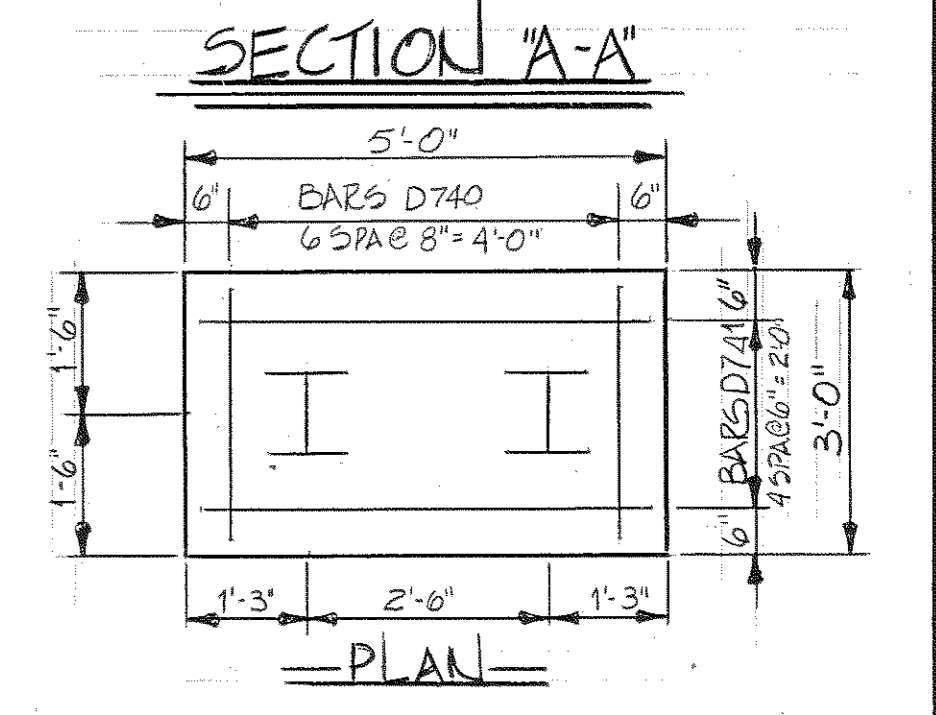 SECTION "A-A"
5'-0"
6" BARS D740 6"
6 SPA @ 8" = 4'-0"
1'-6"
1'-6"
6"
BARS D741
4 SPA @ 6" = 2'-0"
6"
3'-0"
1'-3" 2'-6" 1'-3"
PLAN